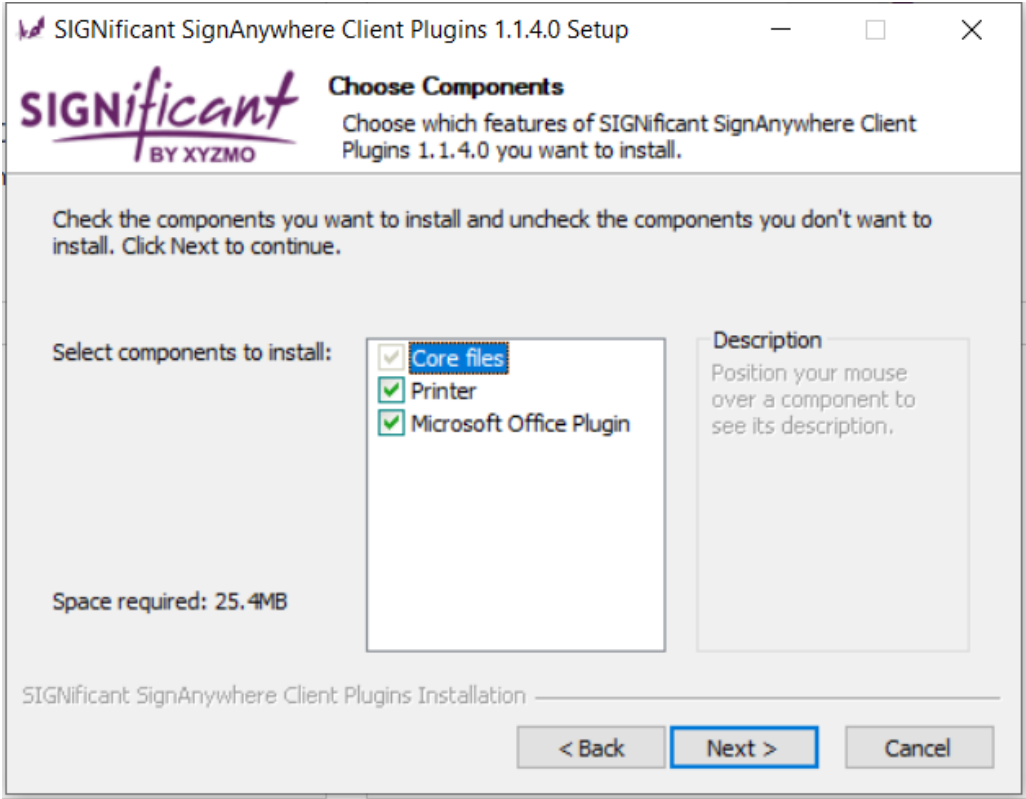 SIGNificant SignAnywhere Client Plugins 1.1.4.0 Setup
SIGNificant
BY XYZMO
Choose Components
Choose which features of SIGNificant SignAnywhere Client
Plugins 1.1.4.0 you want to install.
Check the components you want to install and uncheck the components you don't want to
install. Click Next to continue.
Select components to install:
Core files
Printer
Microsoft Office Plugin
Description
Position your mouse
over a component to
see its description.
Space required: 25.4MB
SIGNificant SignAnywhere Client Plugins Installation
< Back
Next >
Cancel